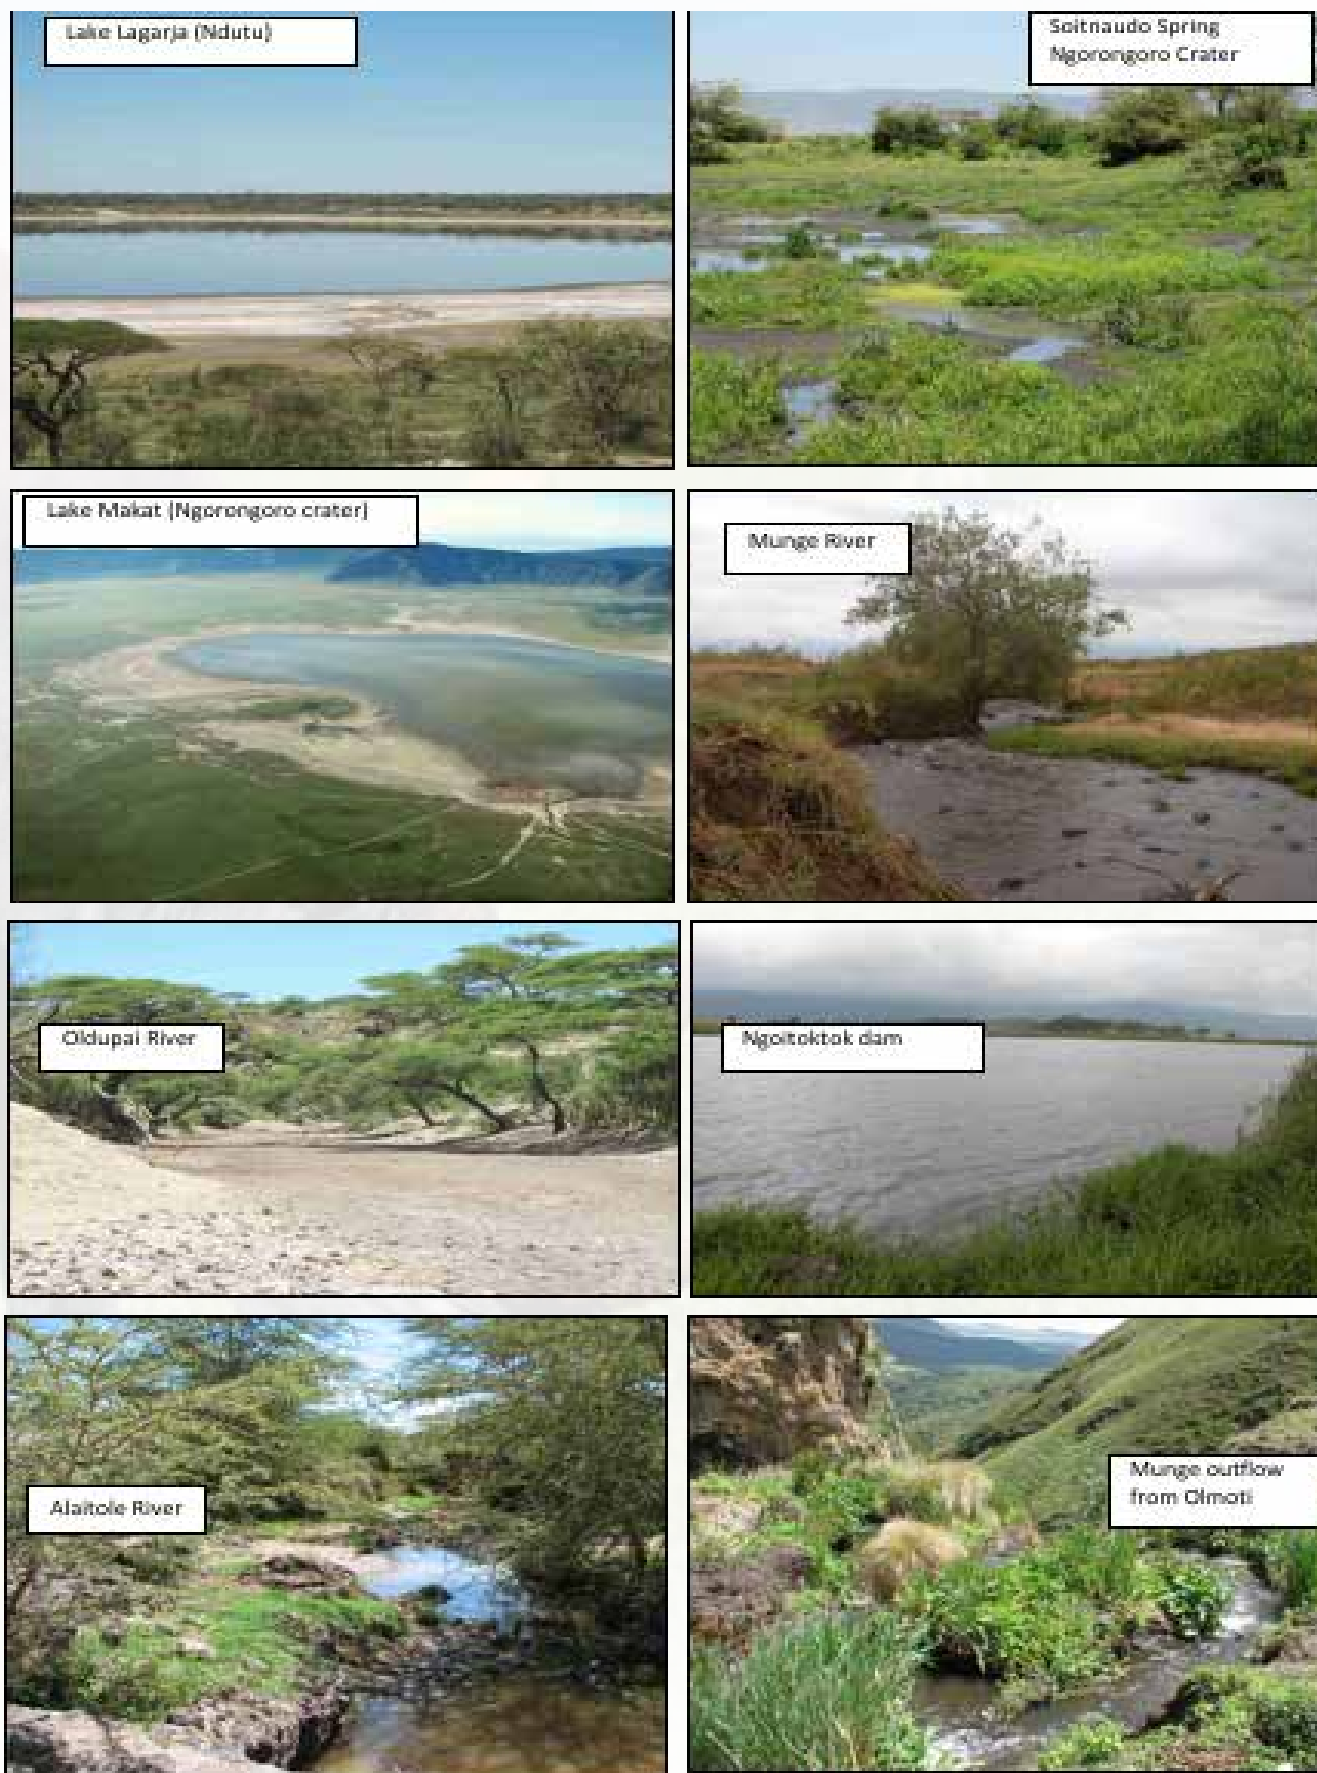 Lake Lagarja (Ndutu)
Soitnaudo Spring
Ngorongoro Crater
Lake Makat (Ngorongoro crater)
Munge River
Oldupai River
Ngoitoktok dam
Alaitole River
Munge outflow
from Olmoti